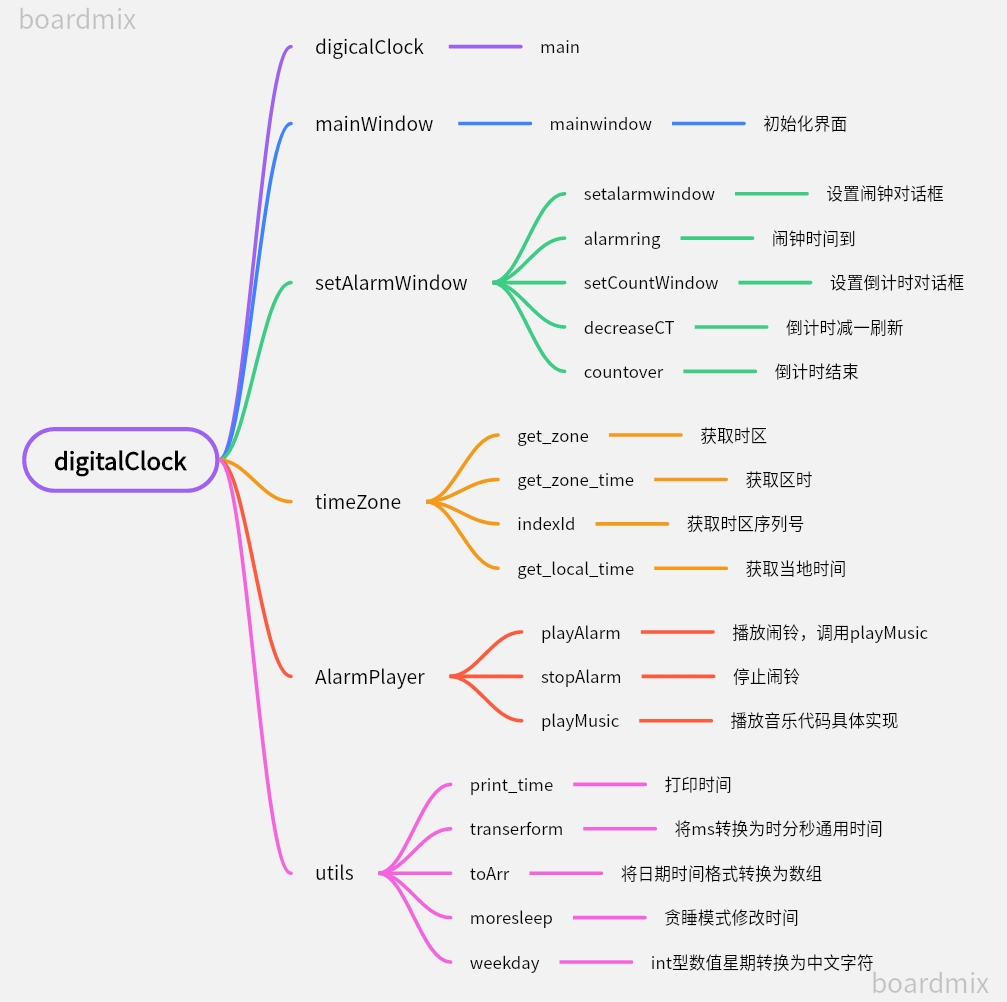 boardmix
digicalClock
main
mainWindow
mainwindow
初始化界面
setAlarmWindow
setalarmwindow
设置闹钟对话框
alarmring
闹钟时间到
setCountWindow
设置倒计时对话框
decreaseCT
倒计时减一刷新
countover
倒计时结束
digitalClock
timeZone
get_zone
获取时区
get_zone_time
获取区时
indexId
获取时区序列号
get_local_time
获取当地时间
AlarmPlayer
playAlarm
播放闹铃，调用playMusic
stopAlarm
停止闹铃
playMusic
播放音乐代码具体实现
utils
print_time
打印时间
transerform
将ms转换为时分秒通用时间
toArr
将日期时间格式转换为数组
moresleep
贪睡模式修改时间
weekday
int型数值星期转换为中文字符
boardmix